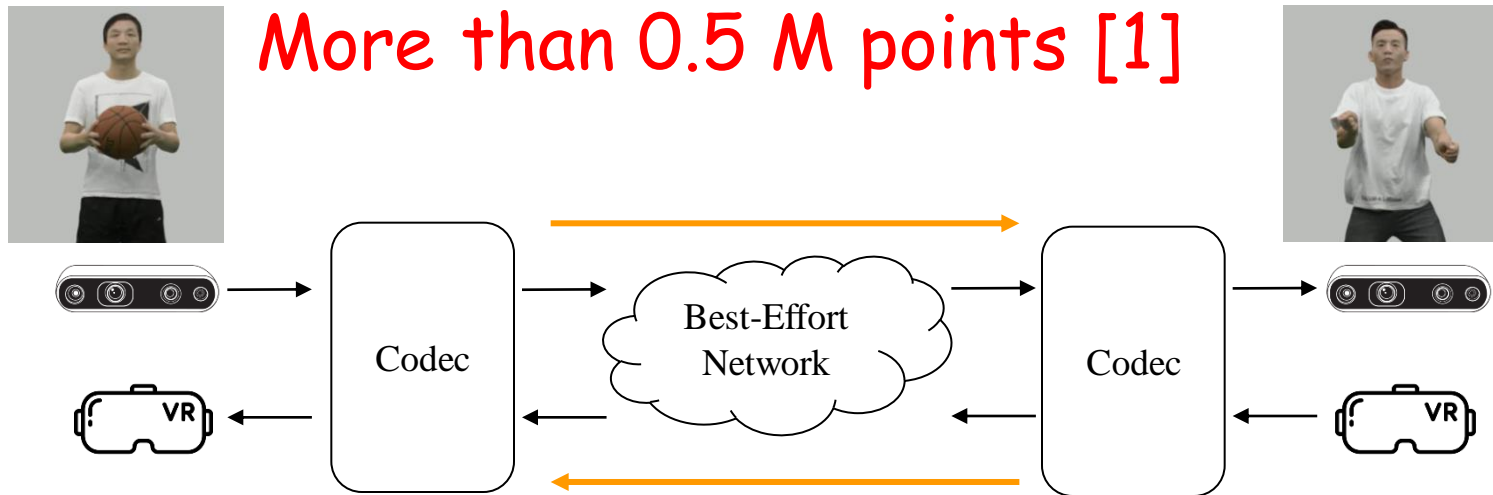 More than 0.5 M points [1]
Codec
Best-Effort
Network
Codec
VR
VR